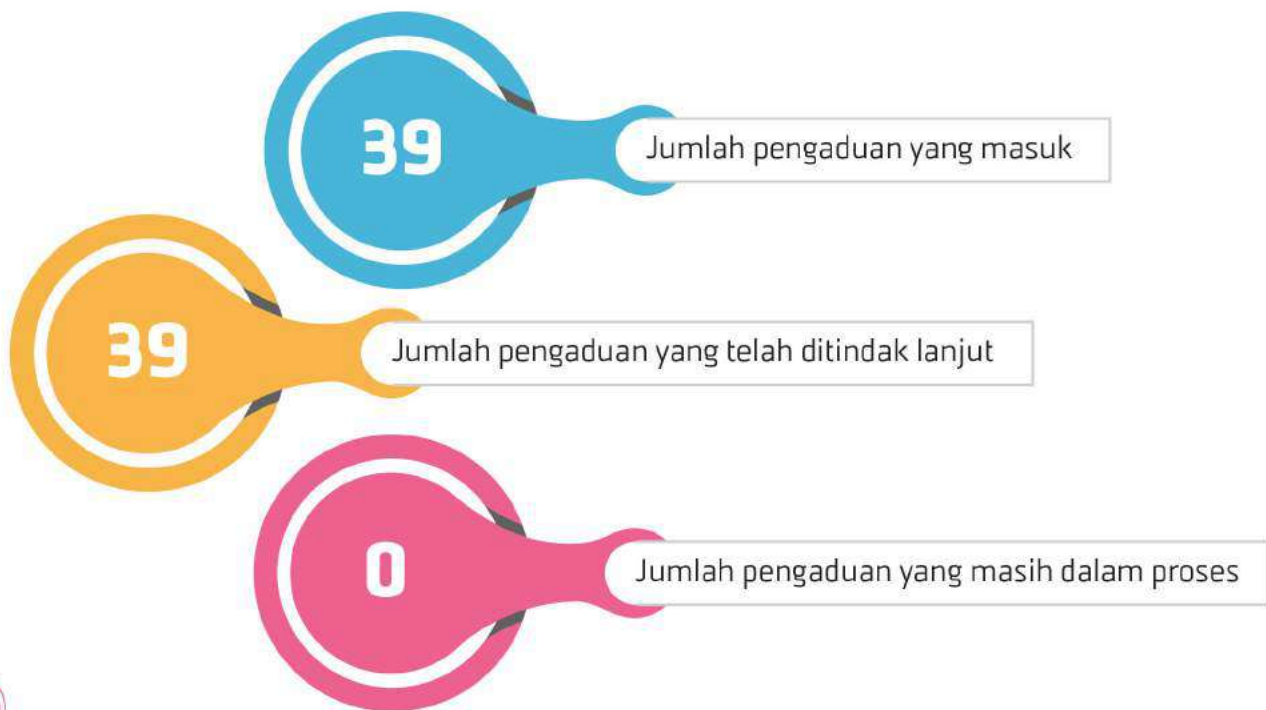 39
Jumlah pengaduan yang masuk
39
Jumlah pengaduan yang telah ditindak lanjut
0
Jumlah pengaduan yang masih dalam proses